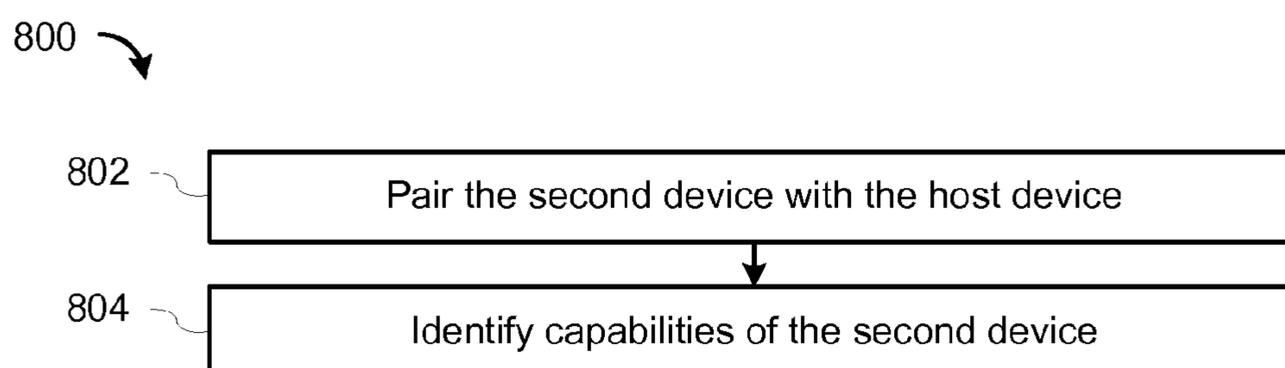 800
802
Pair the second device with the host device
804
Identify capabilities of the second device